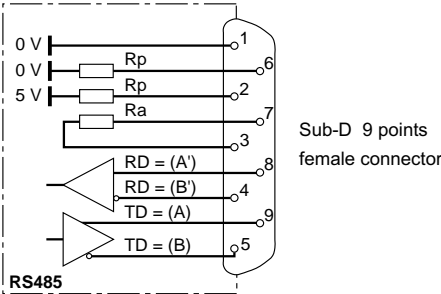 0 V
1
0 V
Rp
6
5 V
Rp
2
Ra
7
3
Sub-D 9 points
female connector
RD = (A')
8
RD = (B')
4
TD = (A)
9
TD = (B)
5
RS485